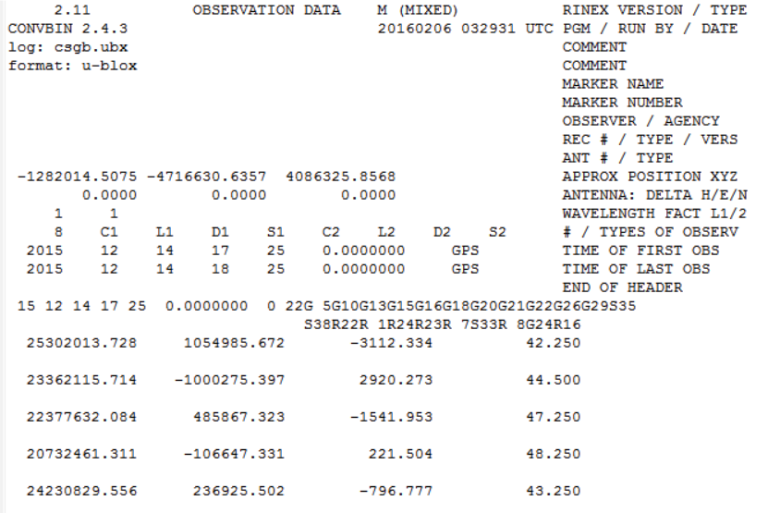 2.11 OBSERVATION DATA M (MIXED) RINEX VERSION / TYPE
CONVBIN 2.4.3 20160206 032931 UTC PGM / RUN BY / DATE
log: csgb.ubx COMMENT
format: u-blox COMMENT
MARKER NAME
MARKER NUMBER
OBSERVER / AGENCY
REC # / TYPE / VERS
ANT # / TYPE
-1282014.5075 -4716630.6357 4086325.8568 APPROX POSITION XYZ
0.0000 0.0000 0.0000 ANTENNA: DELTA H/E/N
1 1 WAVELENGTH FACT L1/2
8 C1 L1 D1 S1 C2 L2 D2 S2 # / TYPES OF OBSERV
2015 12 14 17 25 0.0000000 GPS TIME OF FIRST OBS
2015 12 14 18 25 0.0000000 GPS TIME OF LAST OBS
END OF HEADER
15 12 14 17 25 0.0000000 0 22G 5G10G13G15G16G18G20G21G22G26G29S35
S38R22R 1R24R23R 7S33R 8G24R16
25302013.728 1054985.672 -3112.334 42.250
23362115.714 -1000275.397 2920.273 44.500
22377632.084 485867.323 -1541.953 47.250
20732461.311 -106647.331 221.504 48.250
24230829.556 236925.502 -796.777 43.250